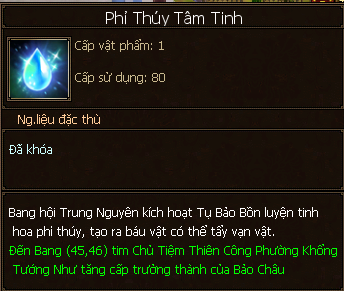 Phỉ Thúy Tâm Tinh
Cấp vật phẩm: 1
Cấp sử dụng: 80
Ng.liệu đặc thù
Đã khóa
Bang hội Trung Nguyên kích hoạt Tụ Bảo Bồn luyện tinh
hoa phỉ thúy, tạo ra báu vật có thể tẩy vạn vật.
Đến Bang (45,46) tìm Chủ Tiệm Thiên Công Phường Khổng
Tướng Như tăng cấp trưởng thành của Bảo Châu